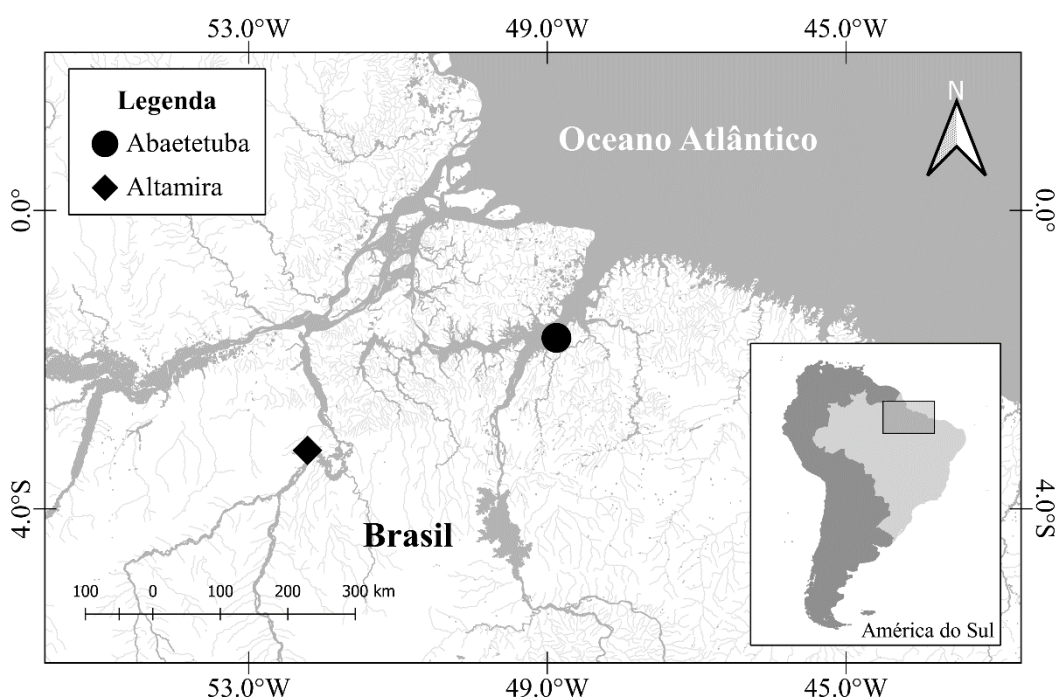 53.0°W 49.0°W 45.0°W
Legenda
Abaetetuba
Altamira
Oceano Atlântico
N
0.0° 0.0°
4.0°S 4.0°S
Brasil
100 0 100 200 300 km
América do Sul
53.0°W 49.0°W 45.0°W